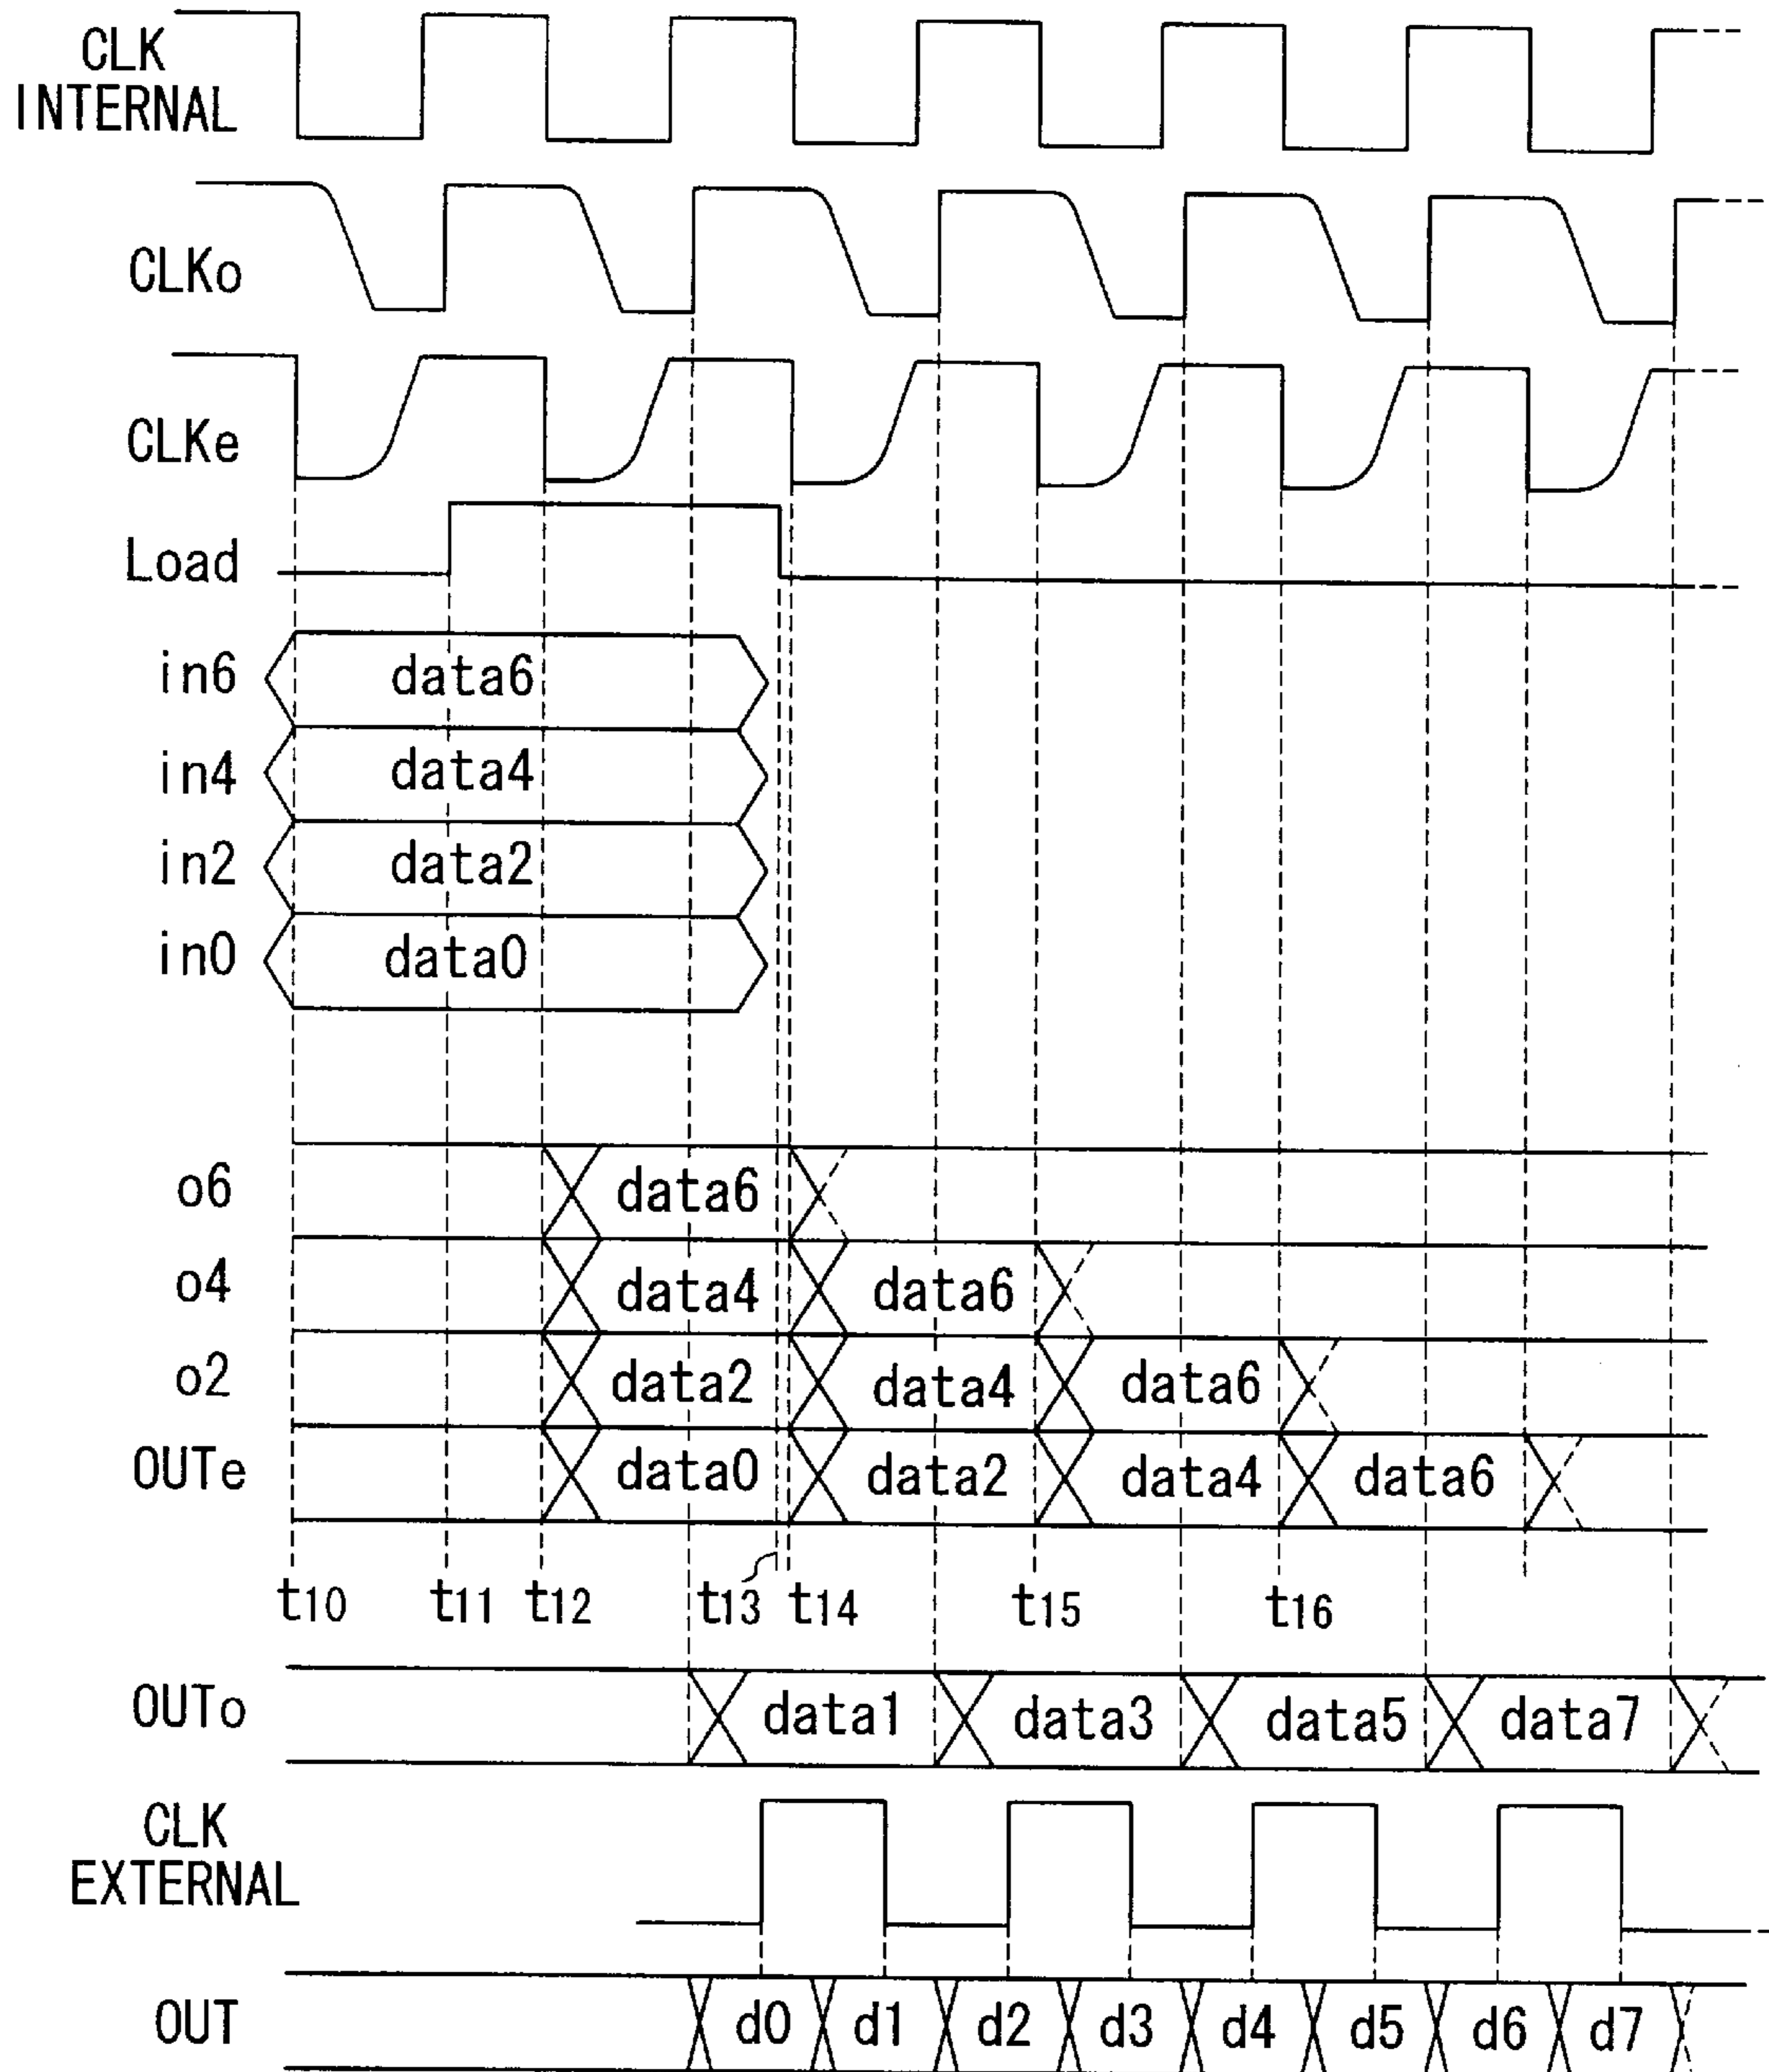 CLK
INTERNAL
CLKo
CLKe
Load
in6 data6
in4 data4
in2 data2
in0 data0
o6 data6
o4 data4 data6
o2 data2 data4 data6
OUTe data0 data2 data4 data6
t10 t11 t12 t13 t14 t15 t16
OUTo data1 data3 data5 data7
CLK
EXTERNAL
OUT d0 d1 d2 d3 d4 d5 d6 d7